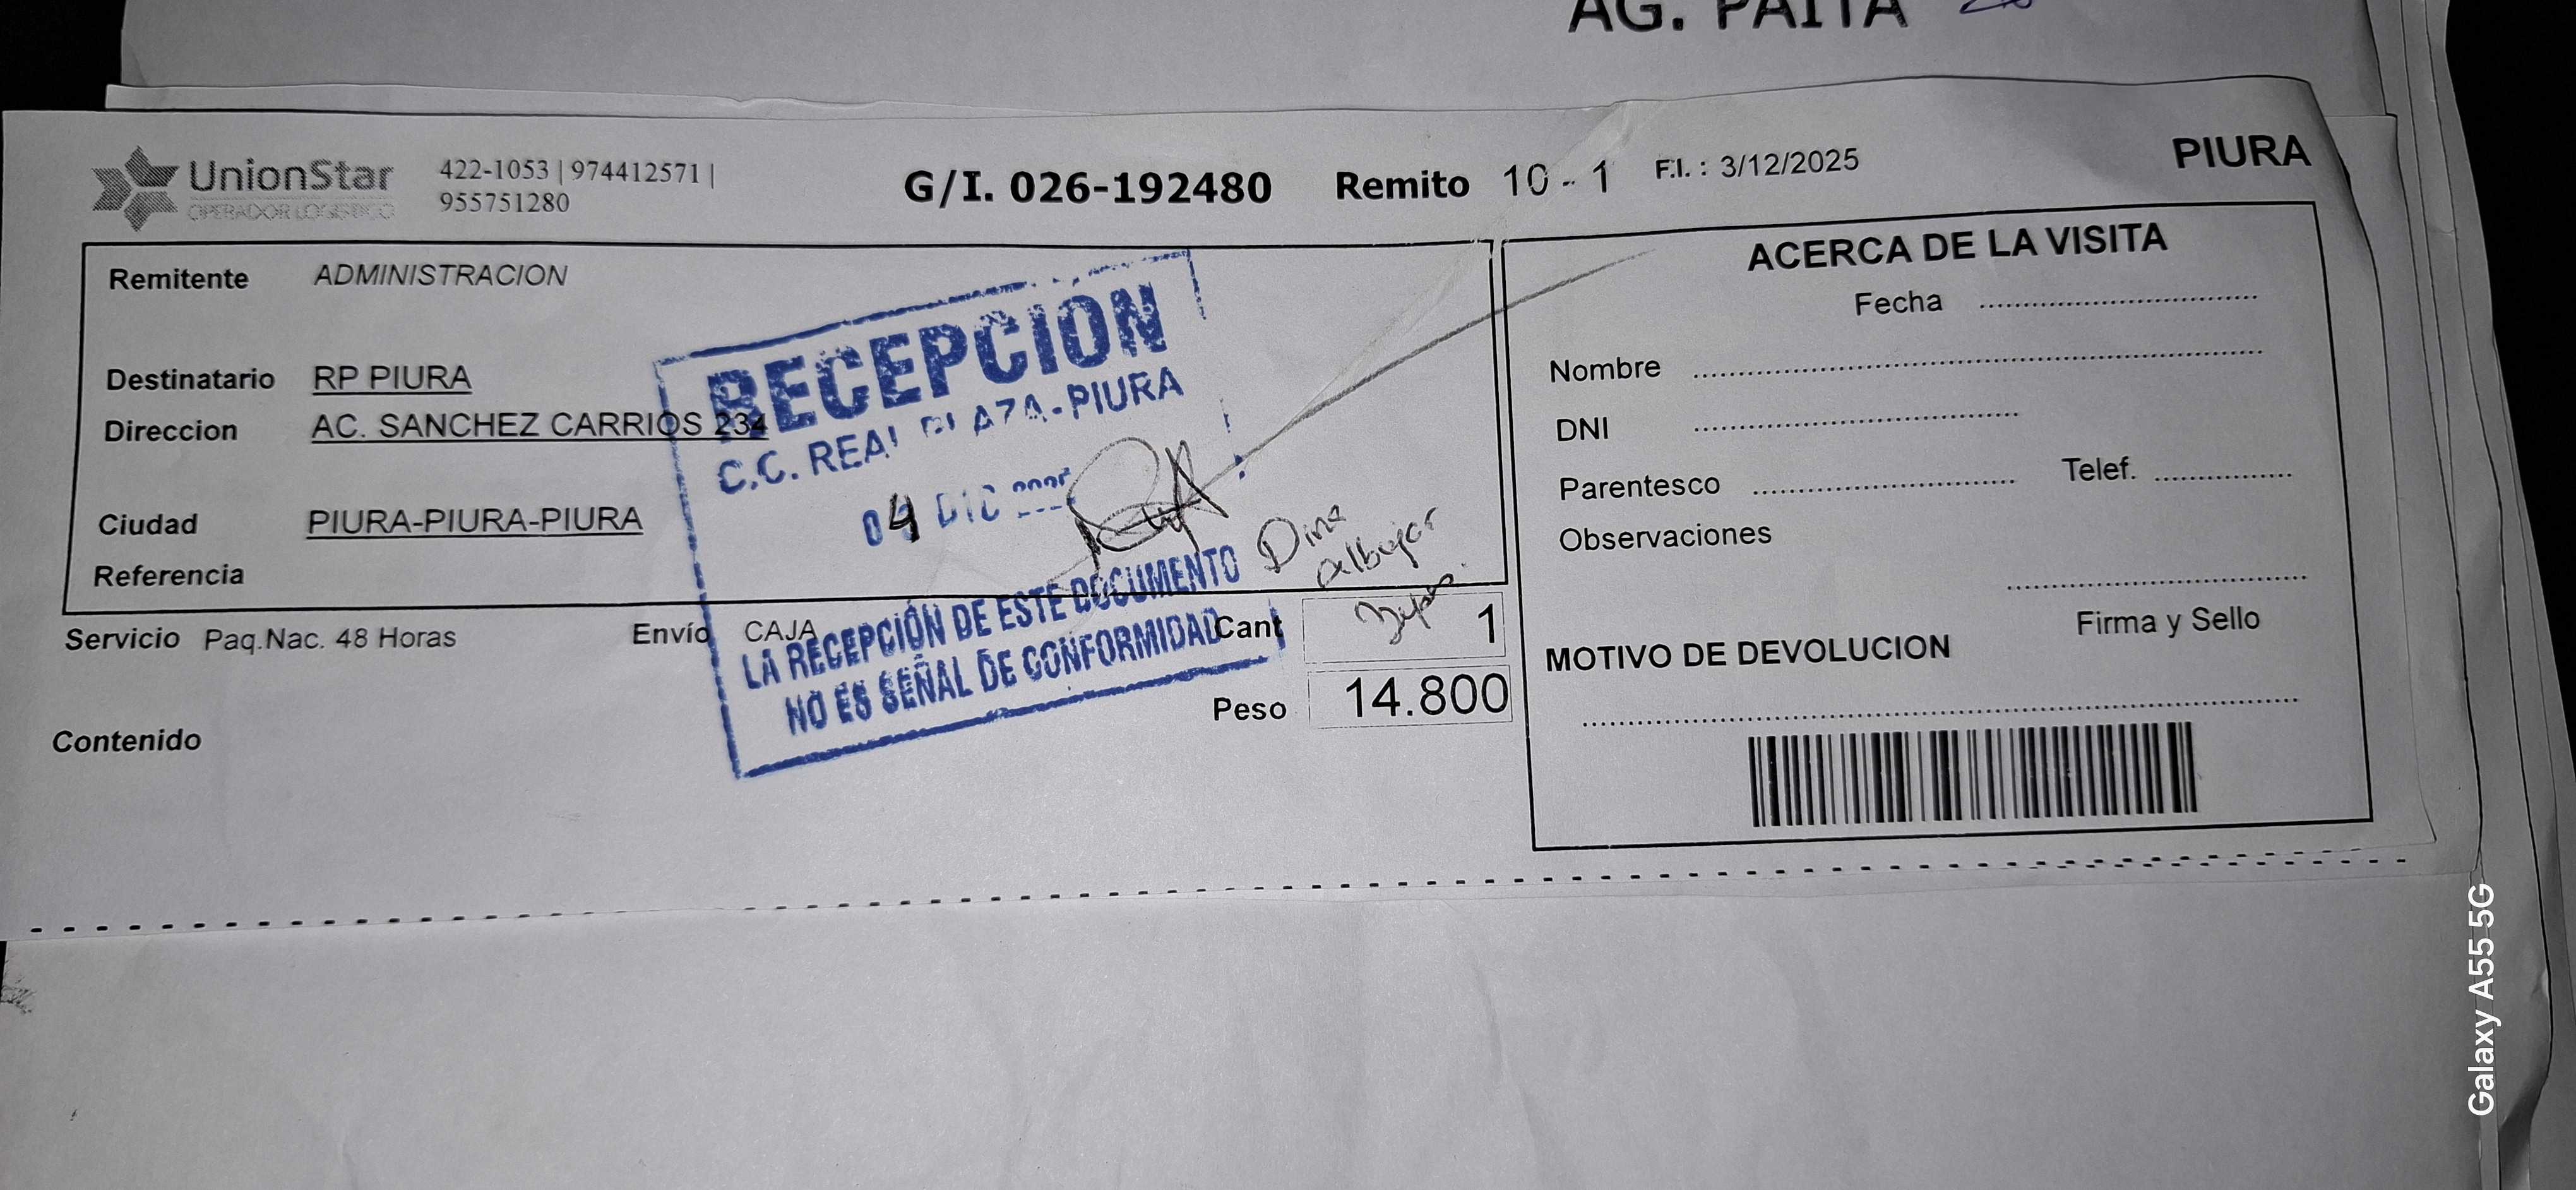 AG. PAITA
UnionStar
OPERADOR LOGISTICO
422-1053 | 974412571 |
955751280
G/I. 026-192480
Remito 10 - 1
F.I. : 3/12/2025
PIURA
Remitente ADMINISTRACION
Destinatario RP PIURA
Direccion AC. SANCHEZ CARRIOS 234
Ciudad PIURA-PIURA-PIURA
Referencia
Servicio Paq.Nac. 48 Horas
Envío CAJA
Cant 1
Peso 14.800
Contenido
RECEPCIÓN
C.C. REAL PLAZA-PIURA
04 DIC 2025
LA RECEPCIÓN DE ESTE DOCUMENTO
NO ES SEÑAL DE CONFORMIDAD
Dina
Albujar
ACERCA DE LA VISITA
Fecha
Nombre
DNI
Parentesco
Telef.
Observaciones
Firma y Sello
MOTIVO DE DEVOLUCION
Galaxy A55 5G